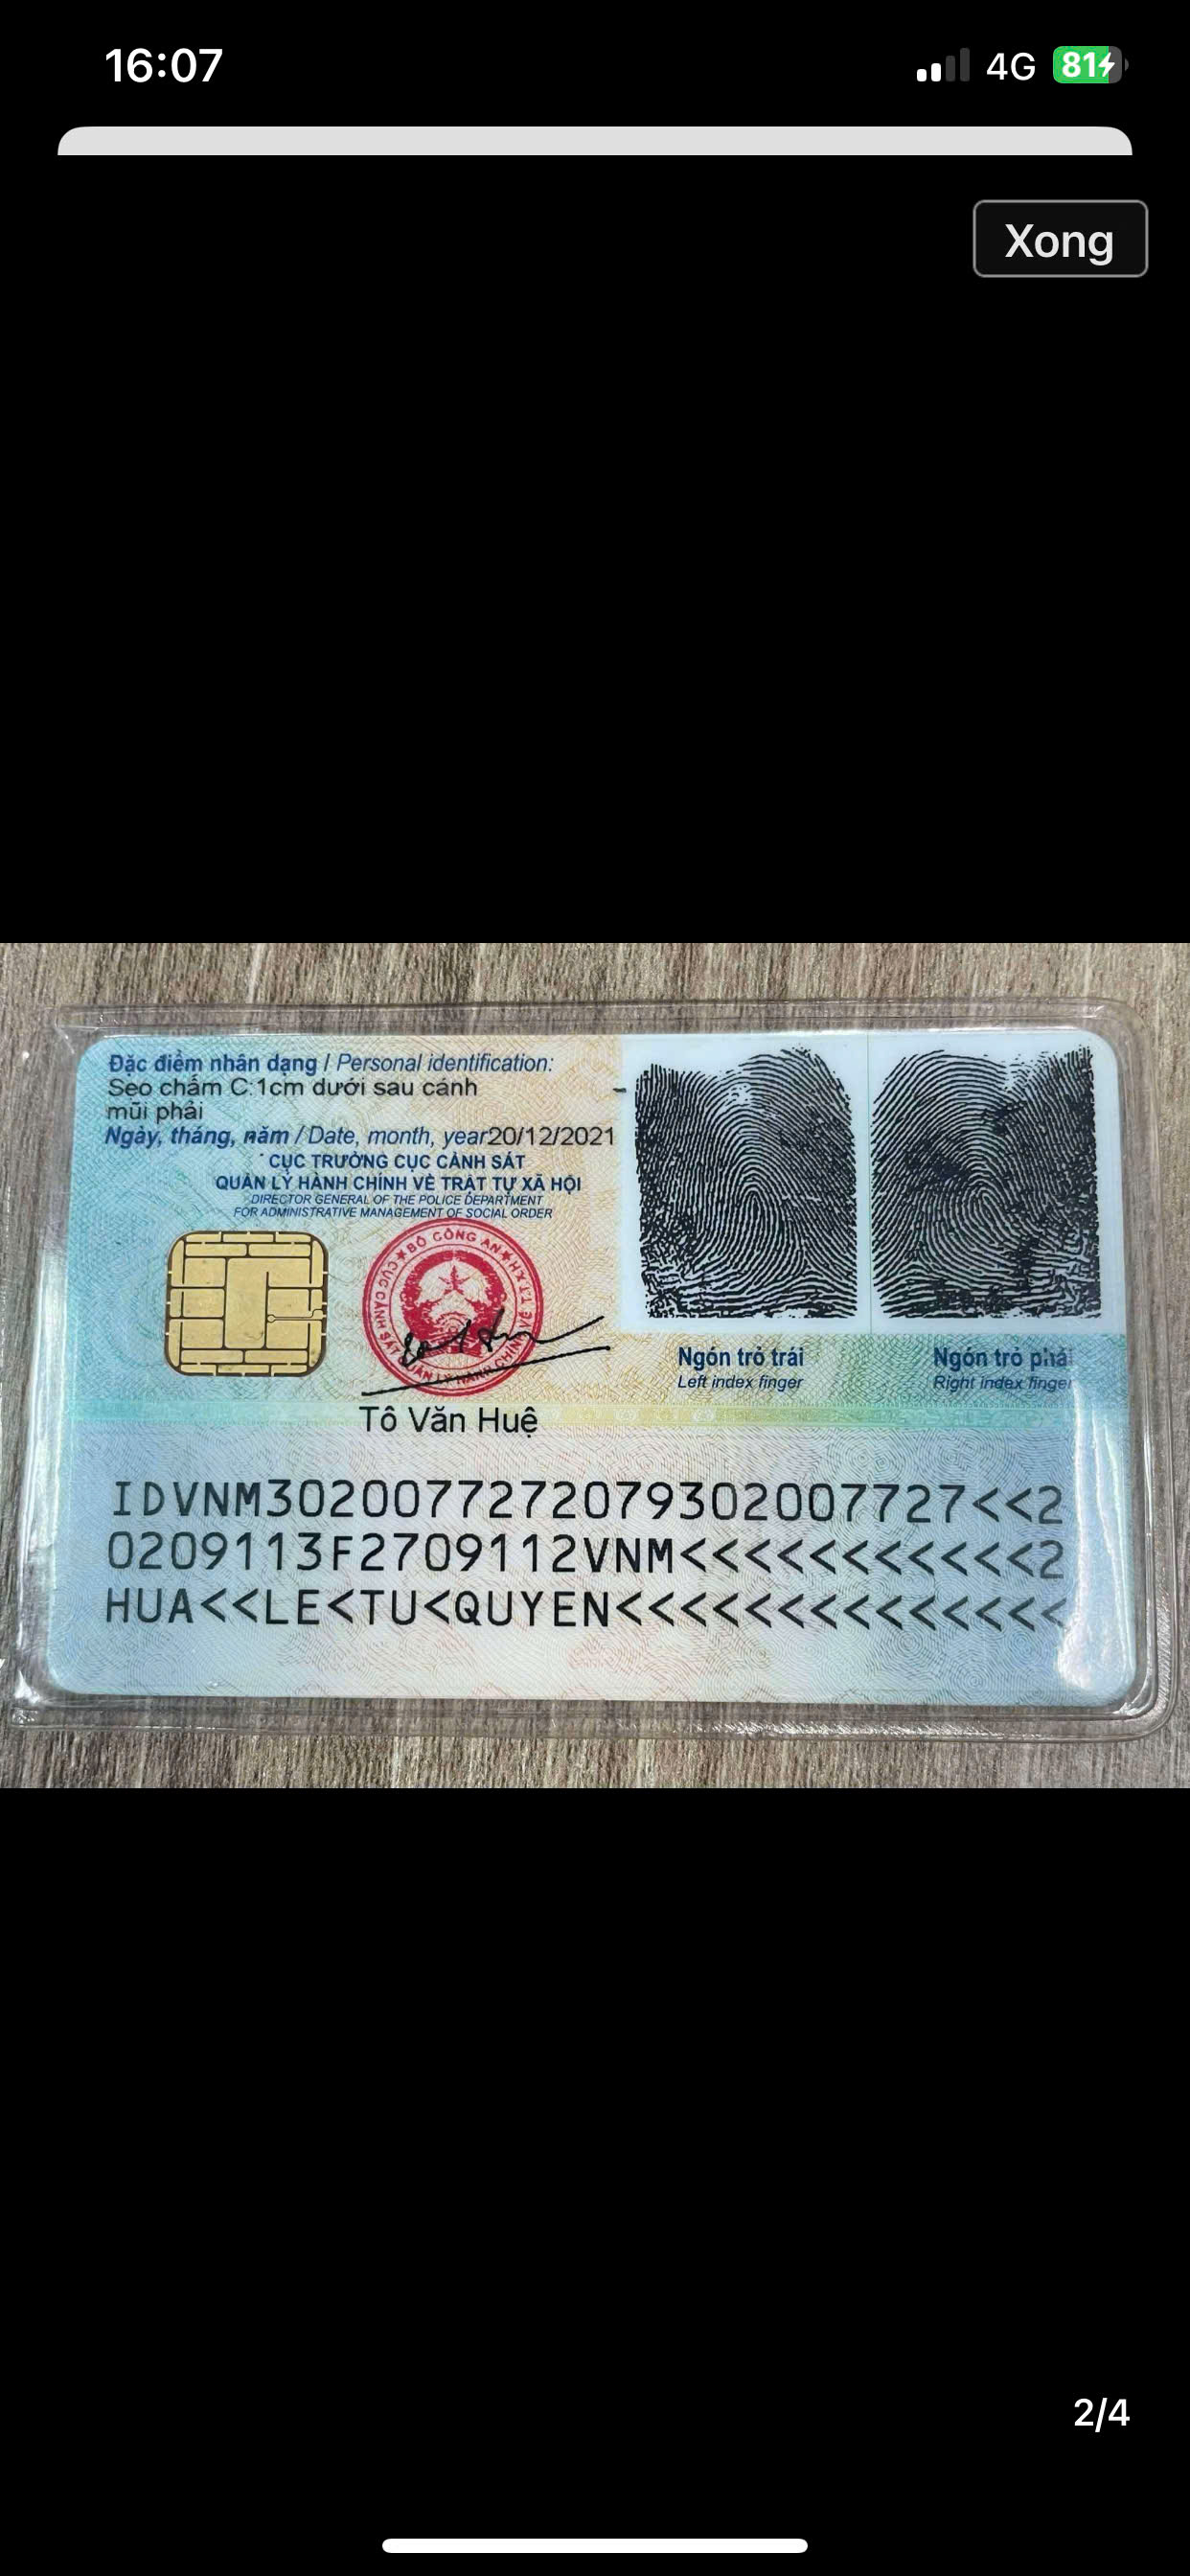 16:07
4G
81
Xong
Đặc điểm nhân dạng / Personal identification:
Sẹo chấm C:1cm dưới sau cánh
mũi phải
Ngày, tháng, năm / Date, month, year20/12/2021
CỤC TRƯỞNG CỤC CẢNH SÁT
QUẢN LÝ HÀNH CHÍNH VỀ TRẬT TỰ XÃ HỘI
DIRECTOR GENERAL OF THE POLICE DEPARTMENT
FOR ADMINISTRATIVE MANAGEMENT OF SOCIAL ORDER
BỘ CÔNG AN
Tô Văn Huệ
Ngón trỏ trái
Left index finger
Ngón trỏ phải
Right index finger
IDVNM3020077272079302007727<<2
0209113F2709112VNM<<<<<<<<<<<2
HUA<<LE<TU<QUYEN<<<<<<<<<<<<<<
2/4